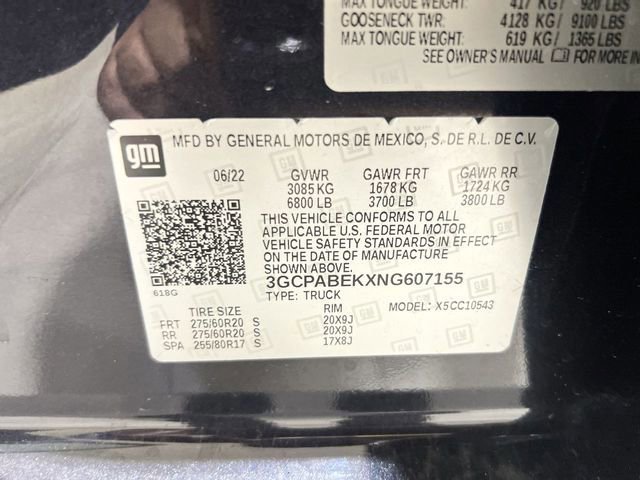 MAX TONGUE WEIGHT: 417 KG/ 920 LBS
GOOSENECK TWR: 4128 KG/ 9100 LBS
MAX TONGUE WEIGHT: 619 KG/ 1365 LBS
SEE OWNER'S MANUAL FOR MORE IN
gm MFD BY GENERAL MOTORS DE MEXICO, S. DE R.L. DE C.V.
06/22 GVWR GAWR FRT GAWR RR
3085 KG 1678 KG 1724 KG
6800 LB 3700 LB 3800 LB
THIS VEHICLE CONFORMS TO ALL
APPLICABLE U.S. FEDERAL MOTOR
VEHICLE SAFETY STANDARDS IN EFFECT
ON THE DATE OF MANUFACTURE
SHOWN ABOVE.
618G
3GCPABEKXNG607155
TYPE: TRUCK MODEL: X5CC10543
TIRE SIZE RIM
FRT 275/60R20 S 20X9J
RR 275/60R20 S 20X9J
SPA 255/80R17 S 17X8J